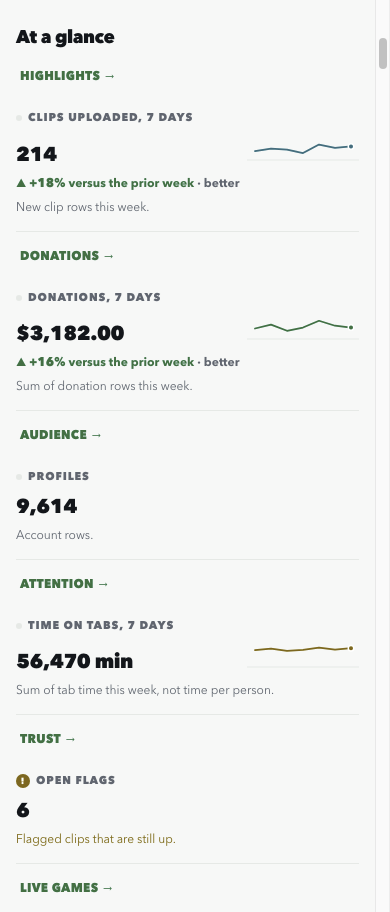 At a glance
HIGHLIGHTS →
CLIPS UPLOADED, 7 DAYS
214
▲ +18% versus the prior week · better
New clip rows this week.
DONATIONS →
DONATIONS, 7 DAYS
$3,182.00
▲ +16% versus the prior week · better
Sum of donation rows this week.
AUDIENCE →
PROFILES
9,614
Account rows.
ATTENTION →
TIME ON TABS, 7 DAYS
56,470 min
Sum of tab time this week, not time per person.
TRUST →
! OPEN FLAGS
6
Flagged clips that are still up.
LIVE GAMES →